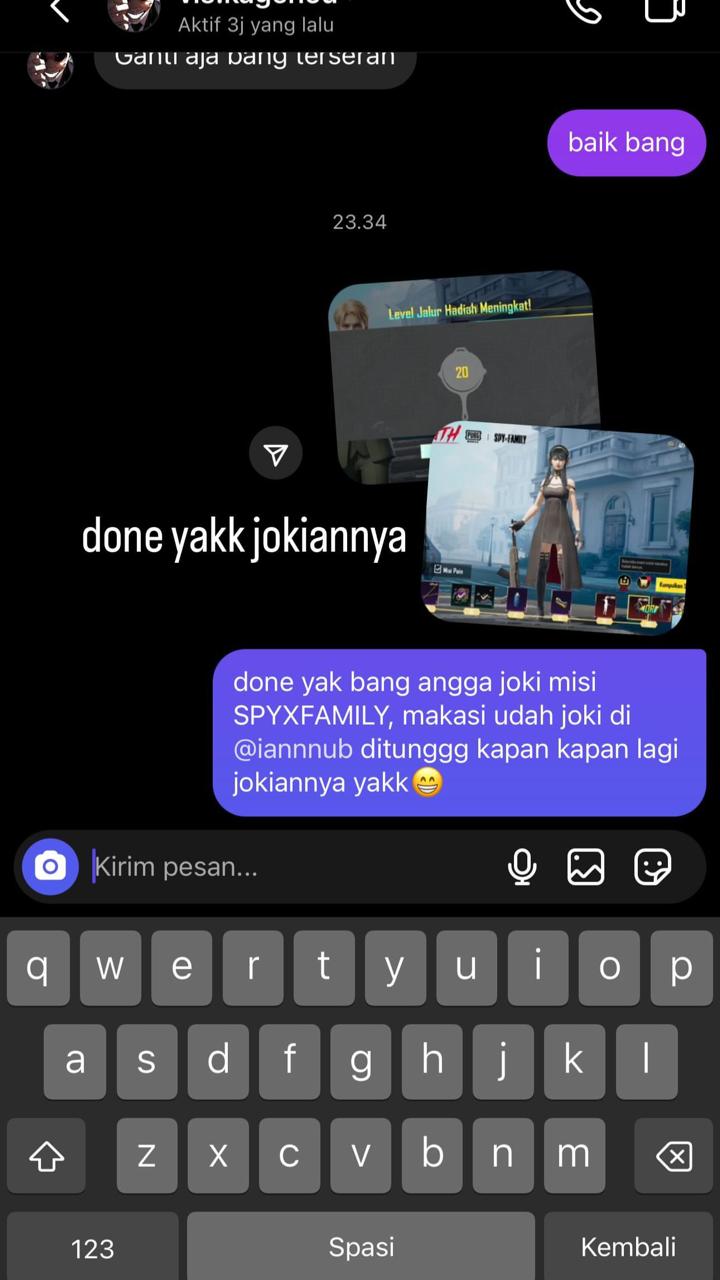 Aktif 3j yang lalu
Ganti aja bang terserah
baik bang
23.34
Level Jalur Hadiah Meningkat!
20
PUBG
SPY×FAMILY
Misi Poin
done yakk jokiannya
done yak bang angga joki misi
SPYXFAMILY, makasi udah joki di
@iannnub ditunggg kapan kapan lagi
jokiannya yakk😁
Kirim pesan...
q w e r t y u i o p
a s d f g h j k l
z x c v b n m
123 Spasi Kembali